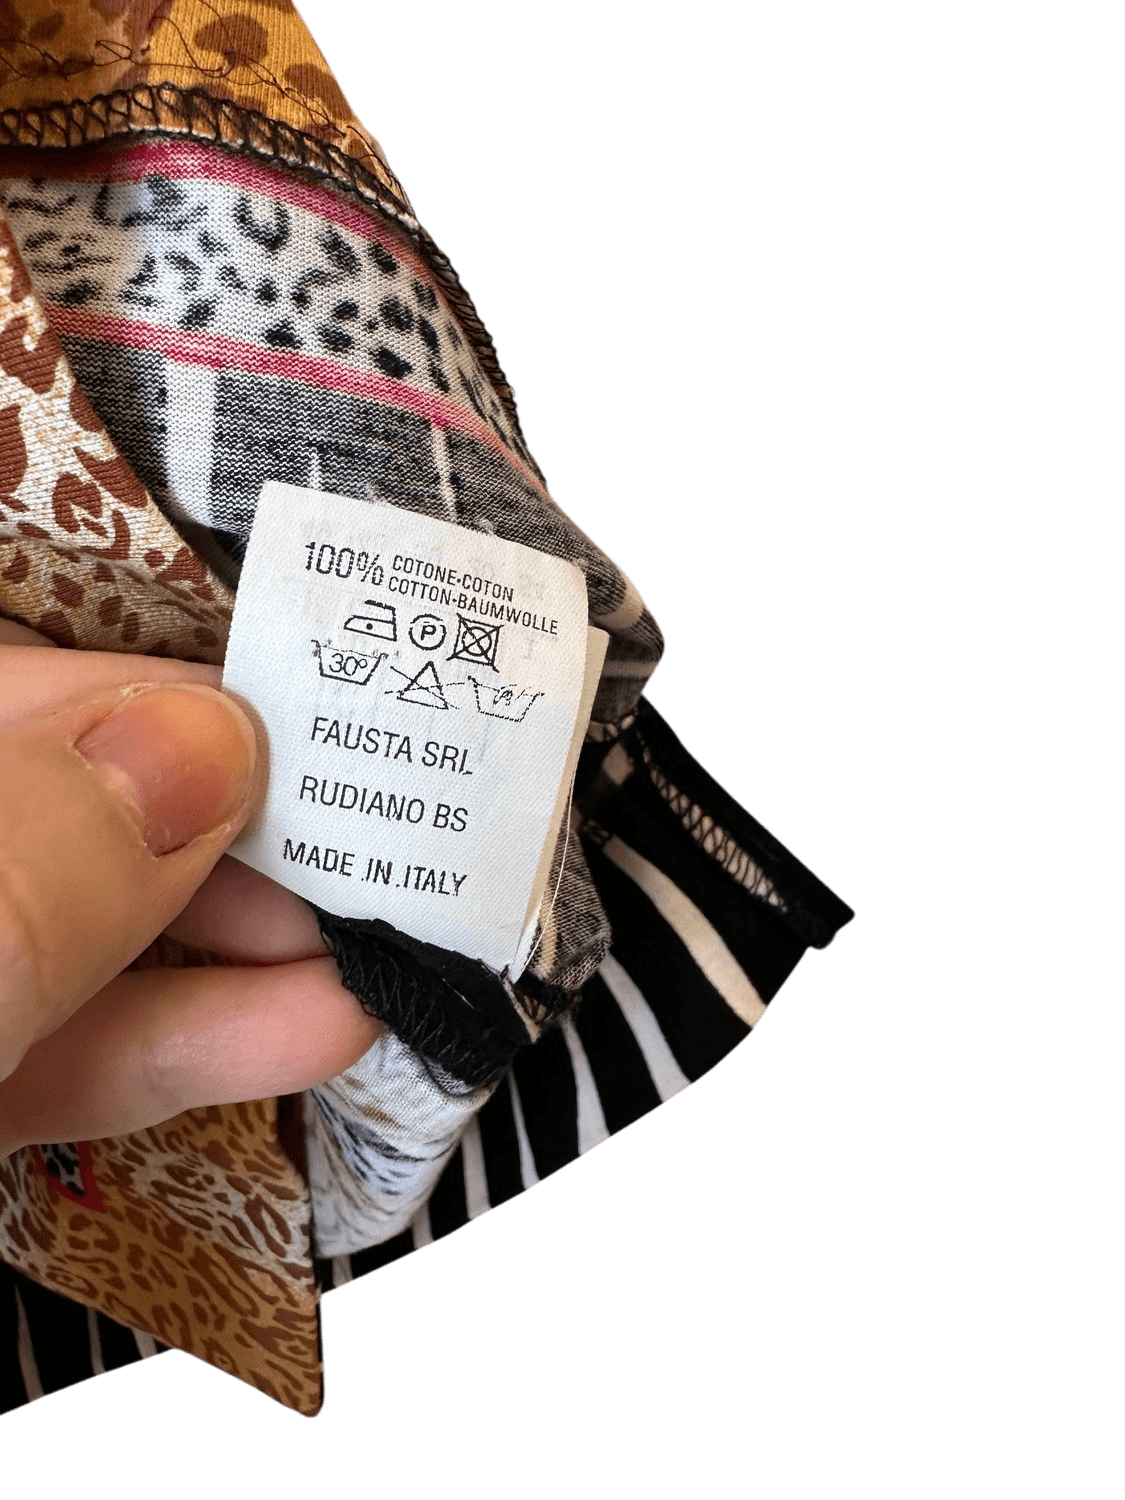 100% COTONE·COTON
COTTON·BAUMWOLLE
P
30°
FAUSTA SRL
RUDIANO BS
MADE IN ITALY